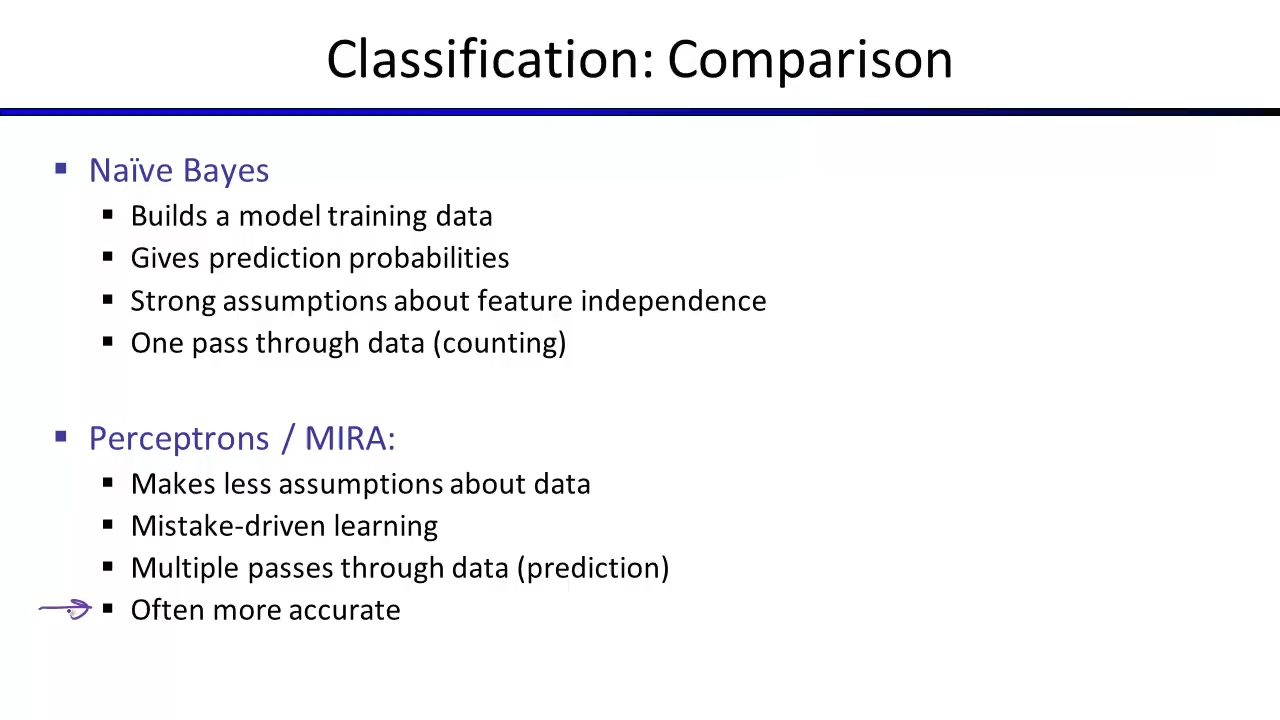 Classification: Comparison
▪ Naïve Bayes
▪ Builds a model training data
▪ Gives prediction probabilities
▪ Strong assumptions about feature independence
▪ One pass through data (counting)
▪ Perceptrons / MIRA:
▪ Makes less assumptions about data
▪ Mistake-driven learning
▪ Multiple passes through data (prediction)
▪ Often more accurate